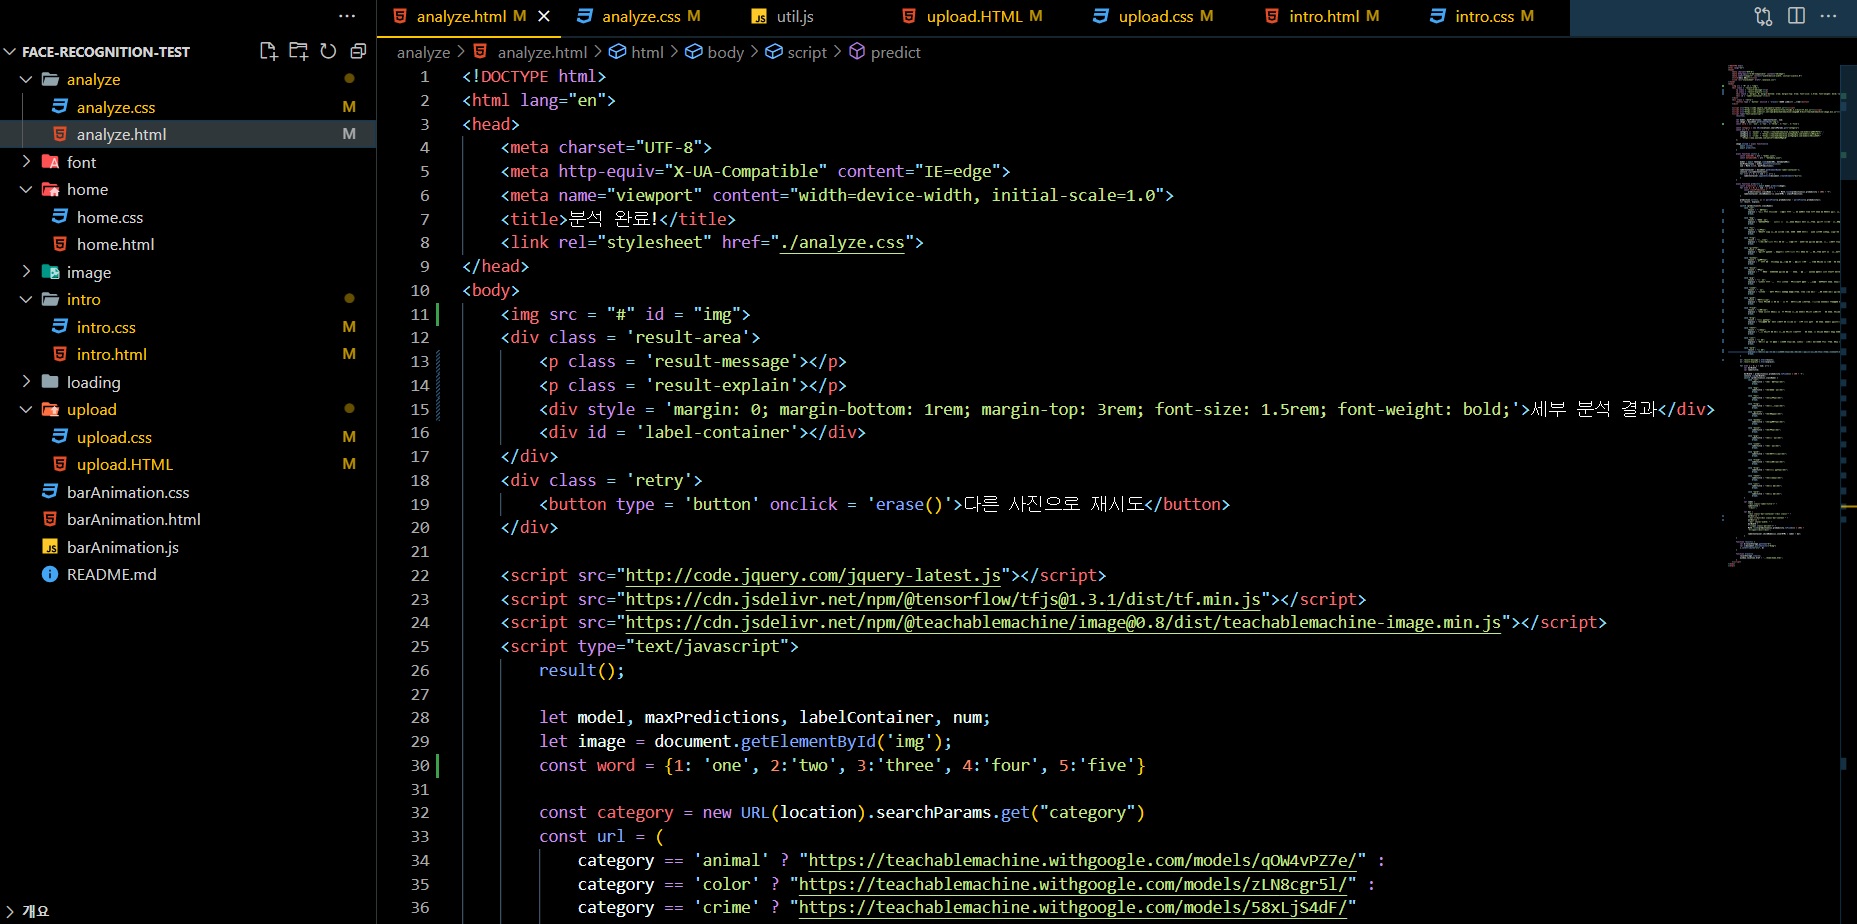 analyze.html M
analyze.css M
util.js
upload.HTML M
upload.css M
intro.html M
intro.css M
FACE-RECOGNITION-TEST
analyze
analyze.css M
analyze.html M
font
home
home.css
home.html
image
intro
intro.css M
intro.html M
loading
upload
upload.css M
upload.HTML M
barAnimation.css
barAnimation.html
barAnimation.js
README.md
개요
analyze > analyze.html > html > body > script > predict
1 <!DOCTYPE html>
2 <html lang="en">
3 <head>
4 <meta charset="UTF-8">
5 <meta http-equiv="X-UA-Compatible" content="IE=edge">
6 <meta name="viewport" content="width=device-width, initial-scale=1.0">
7 <title>분석 완료!</title>
8 <link rel="stylesheet" href="./analyze.css">
9 </head>
10 <body>
11 <img src = "#" id = "img">
12 <div class = 'result-area'>
13 <p class = 'result-message'></p>
14 <p class = 'result-explain'></p>
15 <div style = 'margin: 0; margin-bottom: 1rem; margin-top: 3rem; font-size: 1.5rem; font-weight: bold;'>세부 분석 결과</div>
16 <div id = 'label-container'></div>
17 </div>
18 <div class = 'retry'>
19 <button type = 'button' onclick = 'erase()'>다른 사진으로 재시도</button>
20 </div>
21
22 <script src="http://code.jquery.com/jquery-latest.js"></script>
23 <script src="https://cdn.jsdelivr.net/npm/@tensorflow/tfjs@1.3.1/dist/tf.min.js"></script>
24 <script src="https://cdn.jsdelivr.net/npm/@teachablemachine/image@0.8/dist/teachablemachine-image.min.js"></script>
25 <script type="text/javascript">
26 result();
27
28 let model, maxPredictions, labelContainer, num;
29 let image = document.getElementById('img');
30 const word = {1: 'one', 2:'two', 3:'three', 4:'four', 5:'five'}
31
32 const category = new URL(location).searchParams.get("category")
33 const url = (
34 category == 'animal' ? "https://teachablemachine.withgoogle.com/models/qOW4vPZ7e/" :
35 category == 'color' ? "https://teachablemachine.withgoogle.com/models/zLN8cgr5l/" :
36 category == 'crime' ? "https://teachablemachine.withgoogle.com/models/58xLjS4dF/"